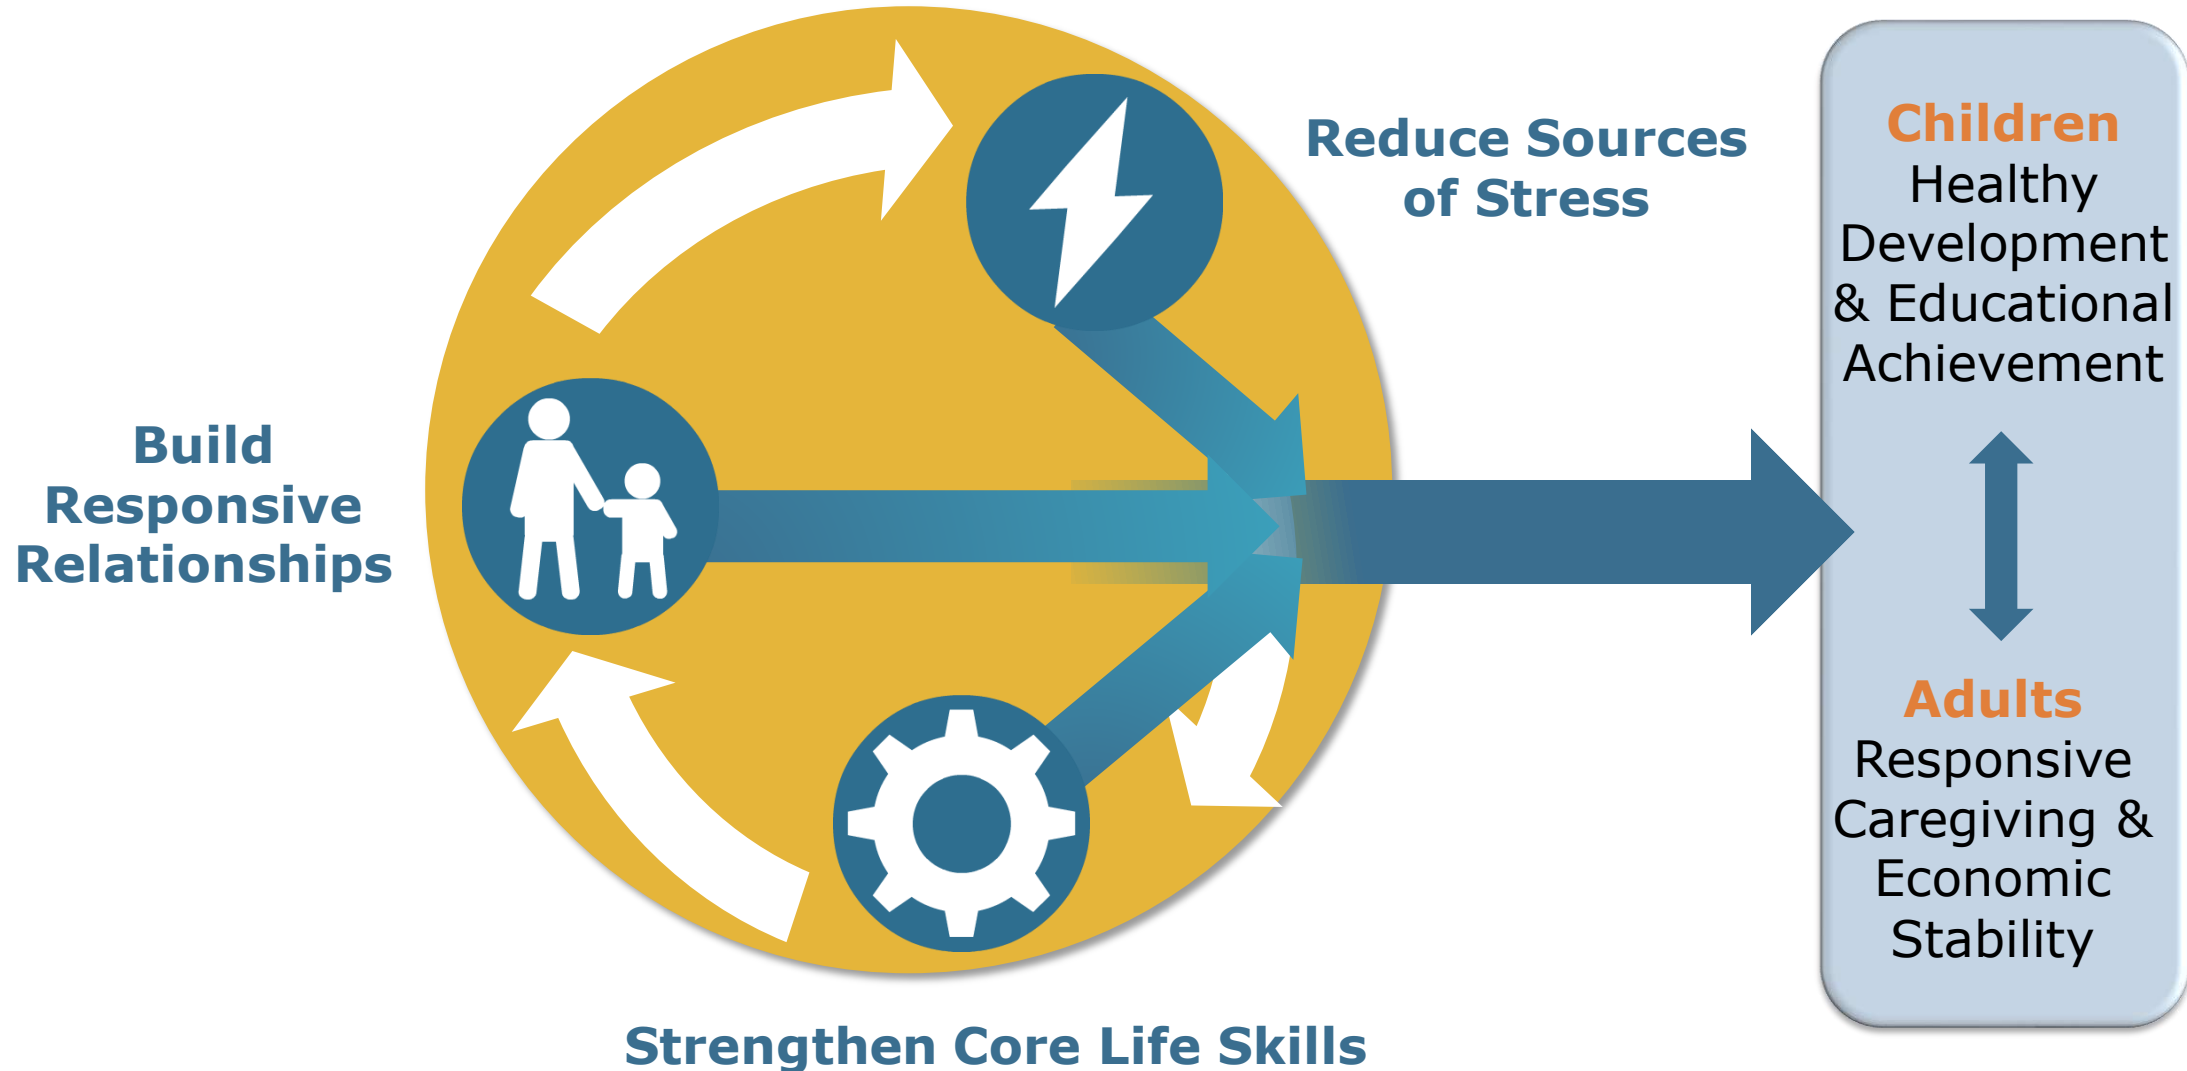 Build
Responsive
Relationships
Reduce Sources
of Stress
Strengthen Core Life Skills
Children
Healthy
Development
& Educational
Achievement
Adults
Responsive
Caregiving &
Economic
Stability